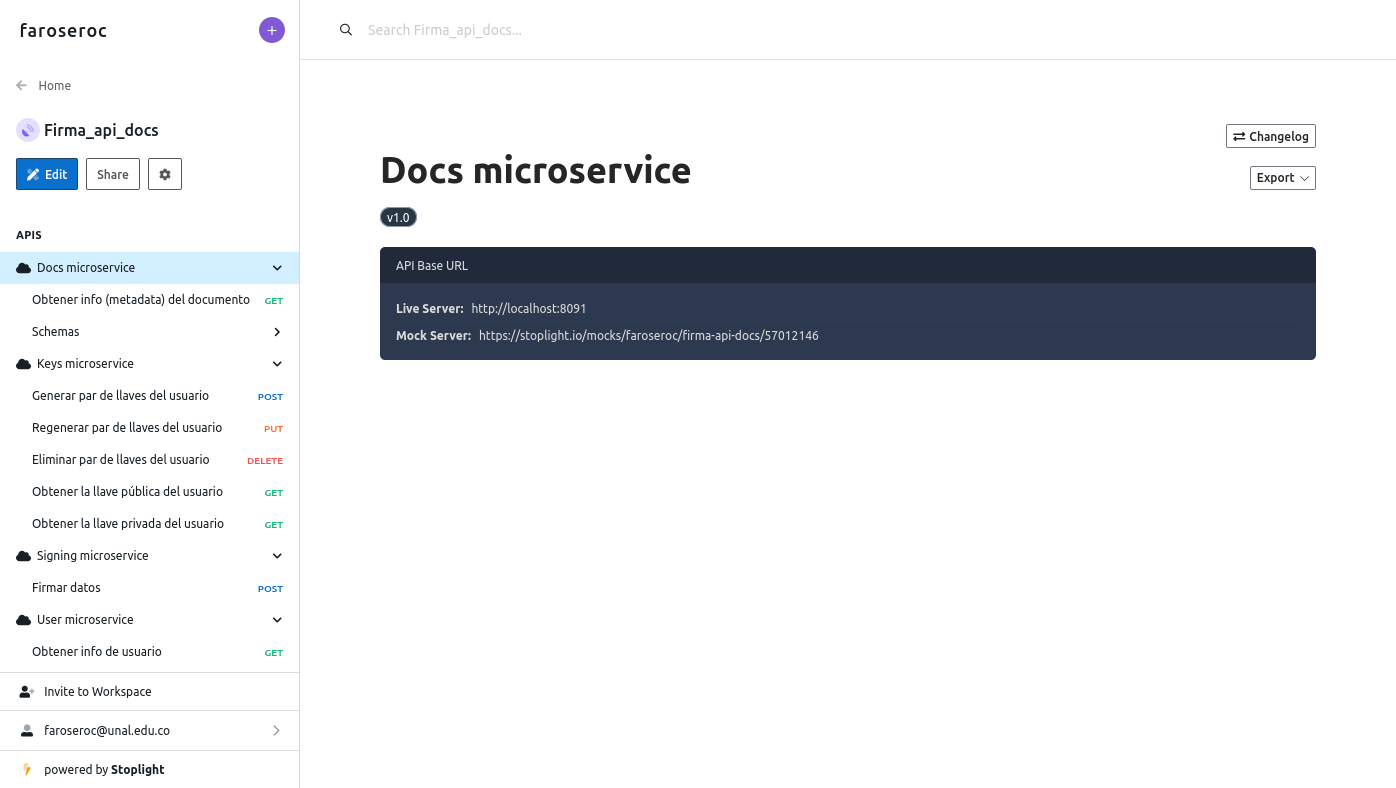 faroseroc
Home
Firma_api_docs
Edit
Share
APIS
Docs microservice
Obtener info (metadata) del documento GET
Schemas
Keys microservice
Generar par de llaves del usuario POST
Regenerar par de llaves del usuario PUT
Eliminar par de llaves del usuario DELETE
Obtener la llave pública del usuario GET
Obtener la llave privada del usuario GET
Signing microservice
Firmar datos POST
User microservice
Obtener info de usuario GET
Invite to Workspace
faroseroc@unal.edu.co
powered by Stoplight
Search Firma_api_docs...
Changelog
Docs microservice
Export
v1.0
API Base URL
Live Server: http://localhost:8091
Mock Server: https://stoplight.io/mocks/faroseroc/firma-api-docs/57012146